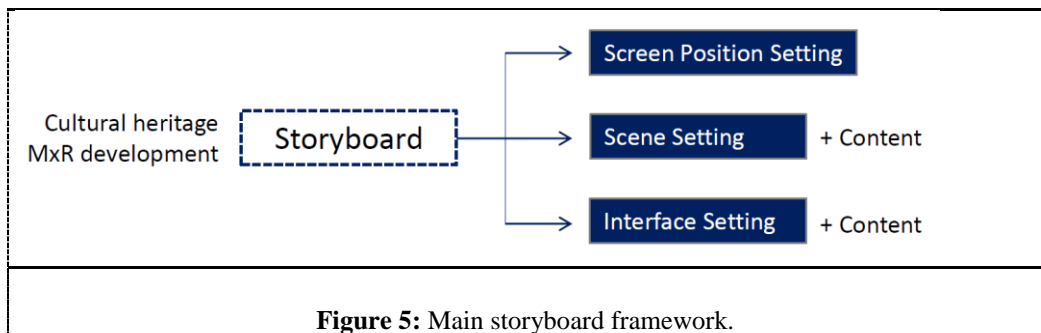 Cultural heritage
MxR development
Storyboard
Screen Position Setting
Scene Setting
+ Content
Interface Setting
+ Content
Figure 5: Main storyboard framework.